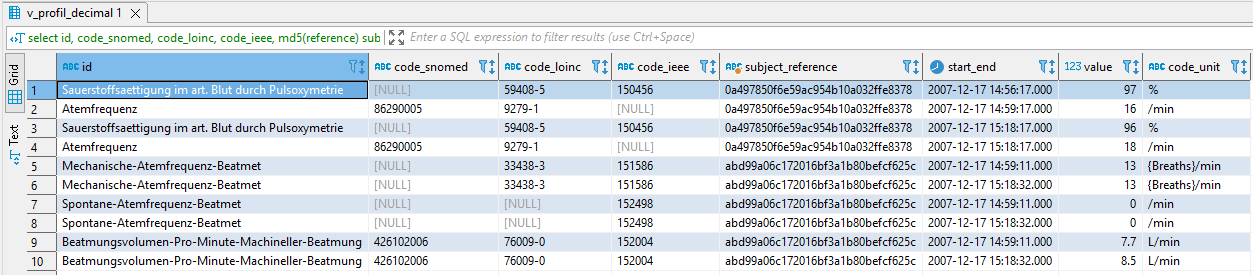 v_profil_decimal 1
select id, code_snomed, code_loinc, code_ieee, md5(reference) sub
Enter a SQL expression to filter results (use Ctrl+Space)
Grid
Text
ABC id ABC code_snomed ABC code_loinc ABC code_ieee ABC subject_reference start_end 123 value ABC code_unit
1 Sauerstoffsaettigung im art. Blut durch Pulsoxymetrie [NULL] 59408-5 150456 0a497850f6e59ac954b10a032ffe8378 2007-12-17 14:56:17.000 97 %
2 Atemfrequenz 86290005 9279-1 [NULL] 0a497850f6e59ac954b10a032ffe8378 2007-12-17 14:56:17.000 16 /min
3 Sauerstoffsaettigung im art. Blut durch Pulsoxymetrie [NULL] 59408-5 150456 0a497850f6e59ac954b10a032ffe8378 2007-12-17 15:18:17.000 96 %
4 Atemfrequenz 86290005 9279-1 [NULL] 0a497850f6e59ac954b10a032ffe8378 2007-12-17 15:18:17.000 18 /min
5 Mechanische-Atemfrequenz-Beatmet [NULL] 33438-3 151586 abd99a06c172016bf3a1b80befcf625c 2007-12-17 14:59:11.000 13 {Breaths}/min
6 Mechanische-Atemfrequenz-Beatmet [NULL] 33438-3 151586 abd99a06c172016bf3a1b80befcf625c 2007-12-17 15:18:32.000 13 {Breaths}/min
7 Spontane-Atemfrequenz-Beatmet [NULL] [NULL] 152498 abd99a06c172016bf3a1b80befcf625c 2007-12-17 14:59:11.000 0 /min
8 Spontane-Atemfrequenz-Beatmet [NULL] [NULL] 152498 abd99a06c172016bf3a1b80befcf625c 2007-12-17 15:18:32.000 0 /min
9 Beatmungsvolumen-Pro-Minute-Machineller-Beatmung 426102006 76009-0 152004 abd99a06c172016bf3a1b80befcf625c 2007-12-17 14:59:11.000 7.7 L/min
10 Beatmungsvolumen-Pro-Minute-Machineller-Beatmung 426102006 76009-0 152004 abd99a06c172016bf3a1b80befcf625c 2007-12-17 15:18:32.000 8.5 L/min